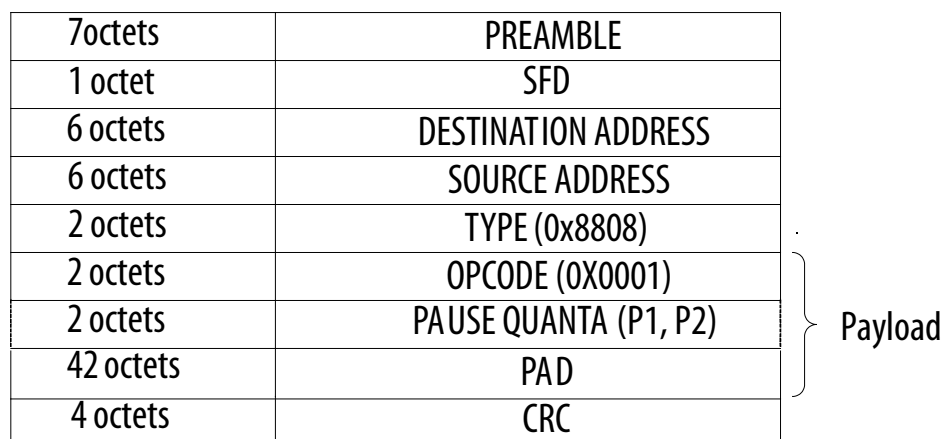 7octets PREAMBLE
1 octet SFD
6 octets DESTINATION ADDRESS
6 octets SOURCE ADDRESS
2 octets TYPE (0x8808)
2 octets OPCODE (0X0001)
2 octets PAUSE QUANTA (P1, P2)
Payload
42 octets PAD
4 octets CRC